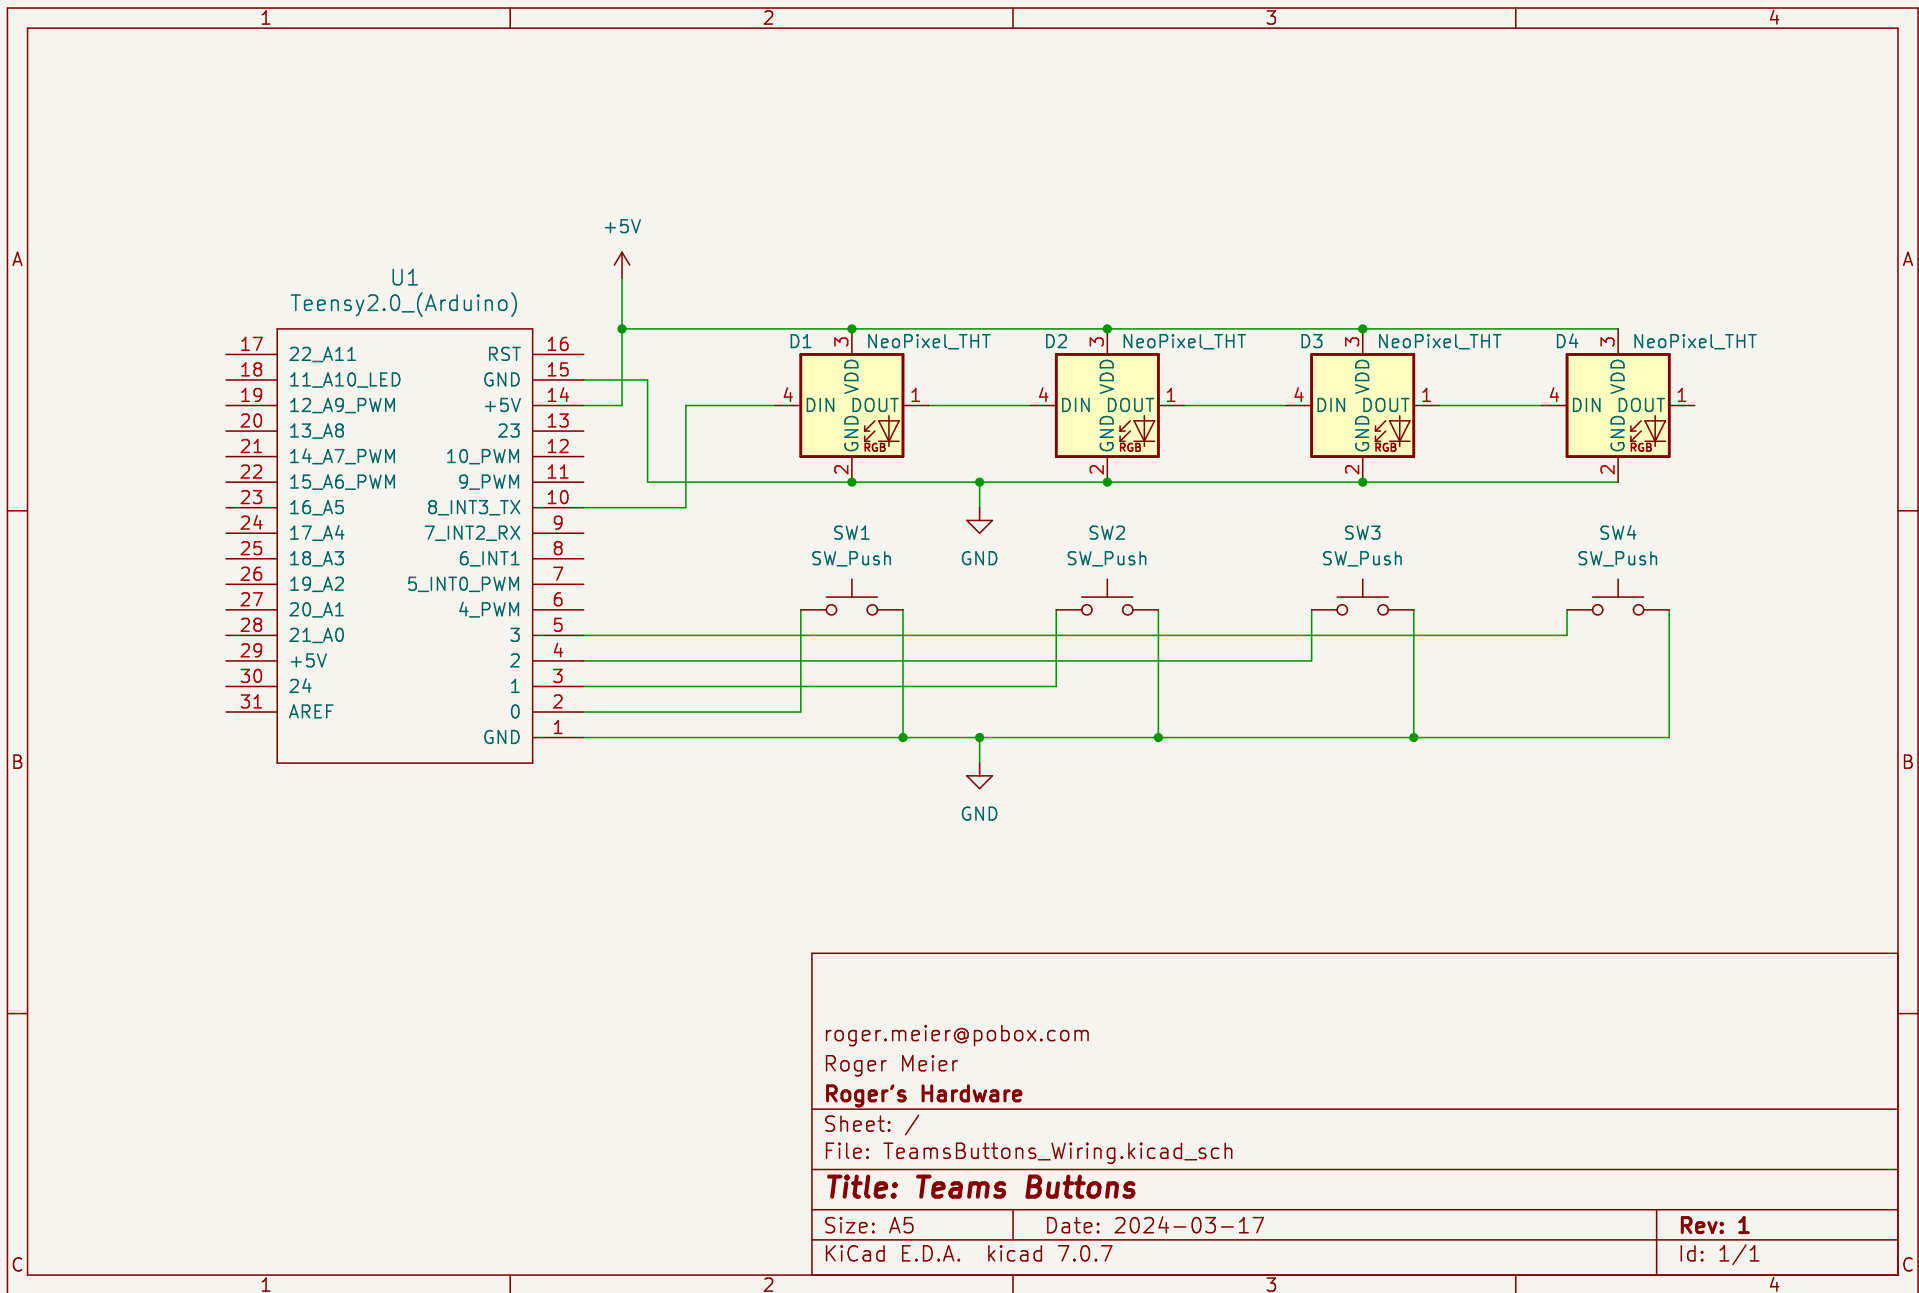 1 2 3 4
A A
+5V
U1
Teensy2.0_(Arduino)
17 22_A11 RST 16
18 11_A10_LED GND 15
19 12_A9_PWM +5V 14
20 13_A8 23 13
21 14_A7_PWM 10_PWM 12
22 15_A6_PWM 9_PWM 11
23 16_A5 8_INT3_TX 10
24 17_A4 7_INT2_RX 9
25 18_A3 6_INT1 8
26 19_A2 5_INT0_PWM 7
27 20_A1 4_PWM 6
28 21_A0 3 5
29 +5V 2 4
30 24 1 3
31 AREF 0 2
GND 1
D1 3 NeoPixel_THT
VDD
4 DIN DOUT 1
GND
RGB
2
D2 3 NeoPixel_THT
VDD
4 DIN DOUT 1
GND
RGB
2
D3 3 NeoPixel_THT
VDD
4 DIN DOUT 1
GND
RGB
2
D4 3 NeoPixel_THT
VDD
4 DIN DOUT 1
GND
RGB
2
GND
SW1
SW_Push
SW2
SW_Push
SW3
SW_Push
SW4
SW_Push
GND
B B
roger.meier@pobox.com
Roger Meier
Roger's Hardware
Sheet: /
File: TeamsButtons_Wiring.kicad_sch
Title: Teams Buttons
Size: A5 Date: 2024-03-17 Rev: 1
KiCad E.D.A. kicad 7.0.7 Id: 1/1
C C
1 2 3 4